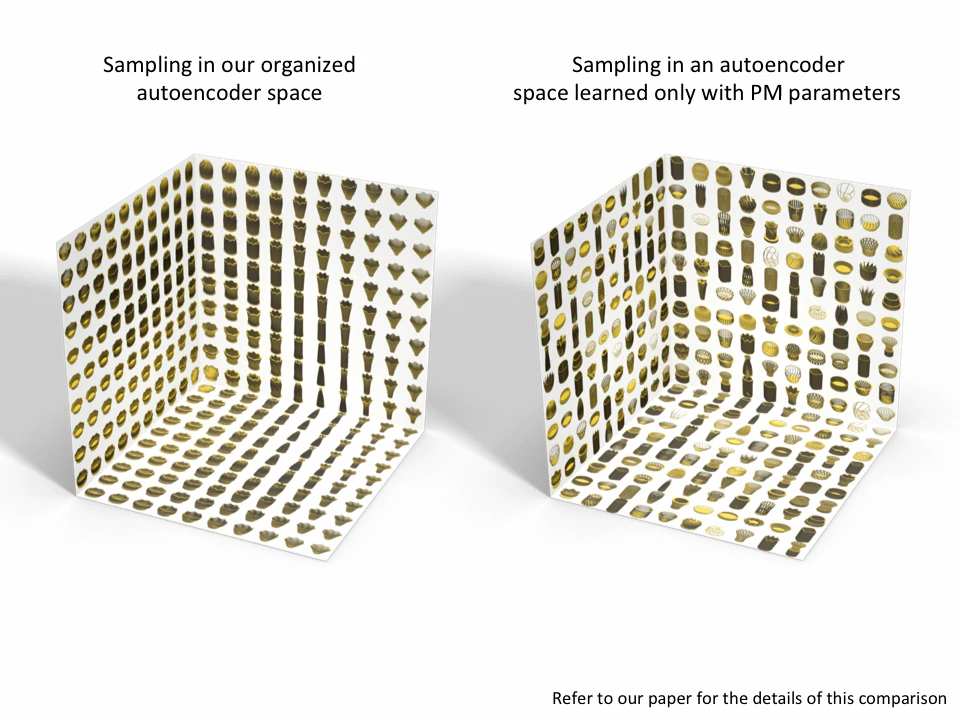 Sampling in our organized
autoencoder space
Sampling in an autoencoder
space learned only with PM parameters
Refer to our paper for the details of this comparison